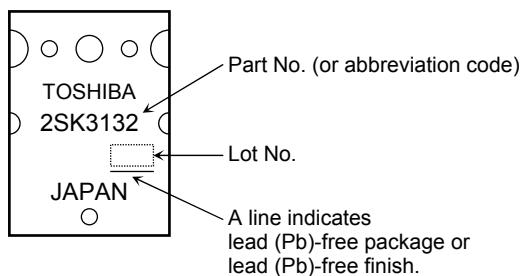 Part No. (or abbreviation code)
TOSHIBA
2SK3132
Lot No.
JAPAN
A line indicates
lead (Pb)-free package or
lead (Pb)-free finish.